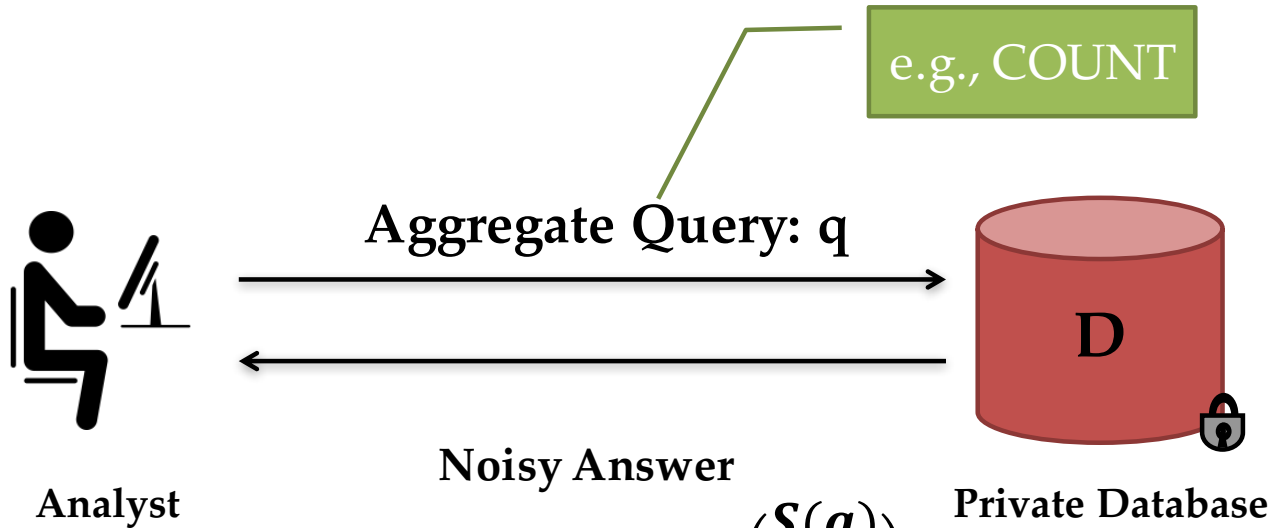 e.g., COUNT
Aggregate Query: q
D
Noisy Answer
Analyst
(S(q))
Private Database